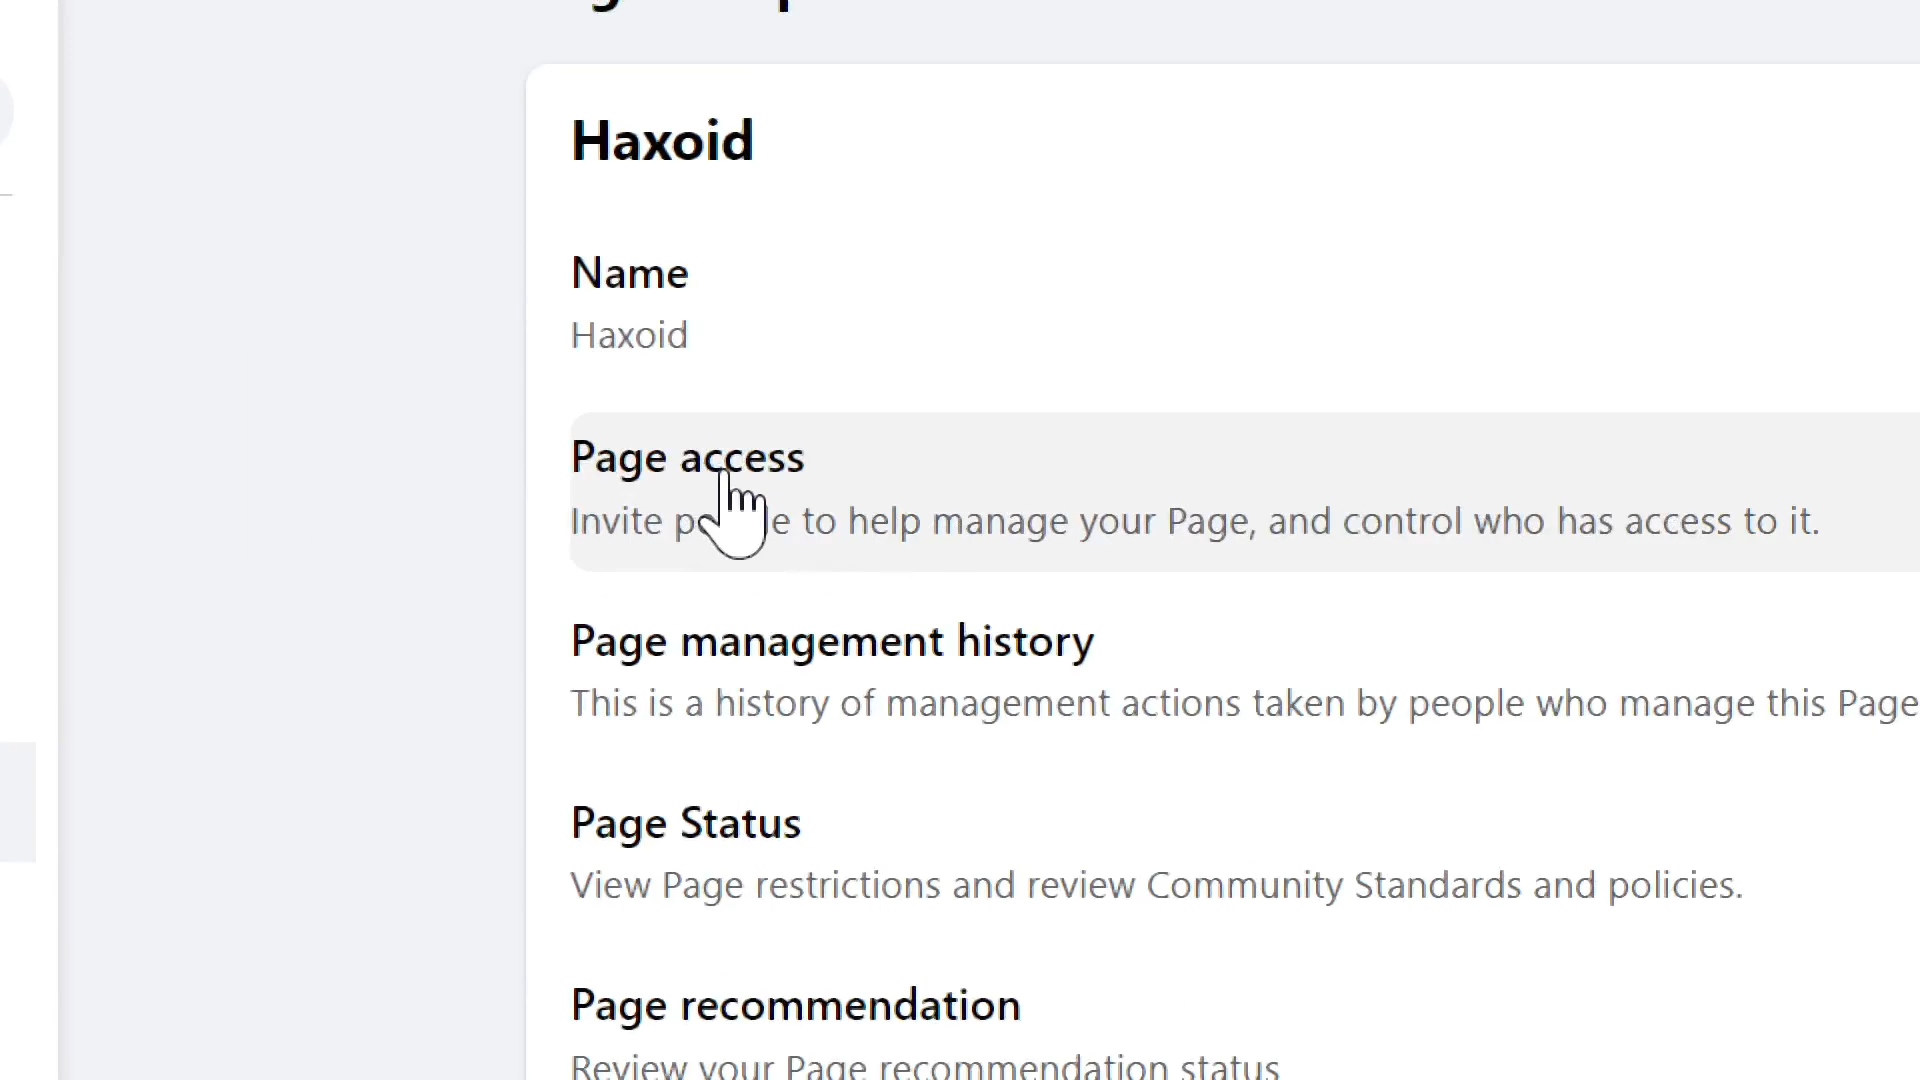 Haxoid
Name
Haxoid
Page access
Invite people to help manage your Page, and control who has access to it.
Page management history
This is a history of management actions taken by people who manage this Page
Page Status
View Page restrictions and review Community Standards and policies.
Page recommendation
Review your Page recommendation status